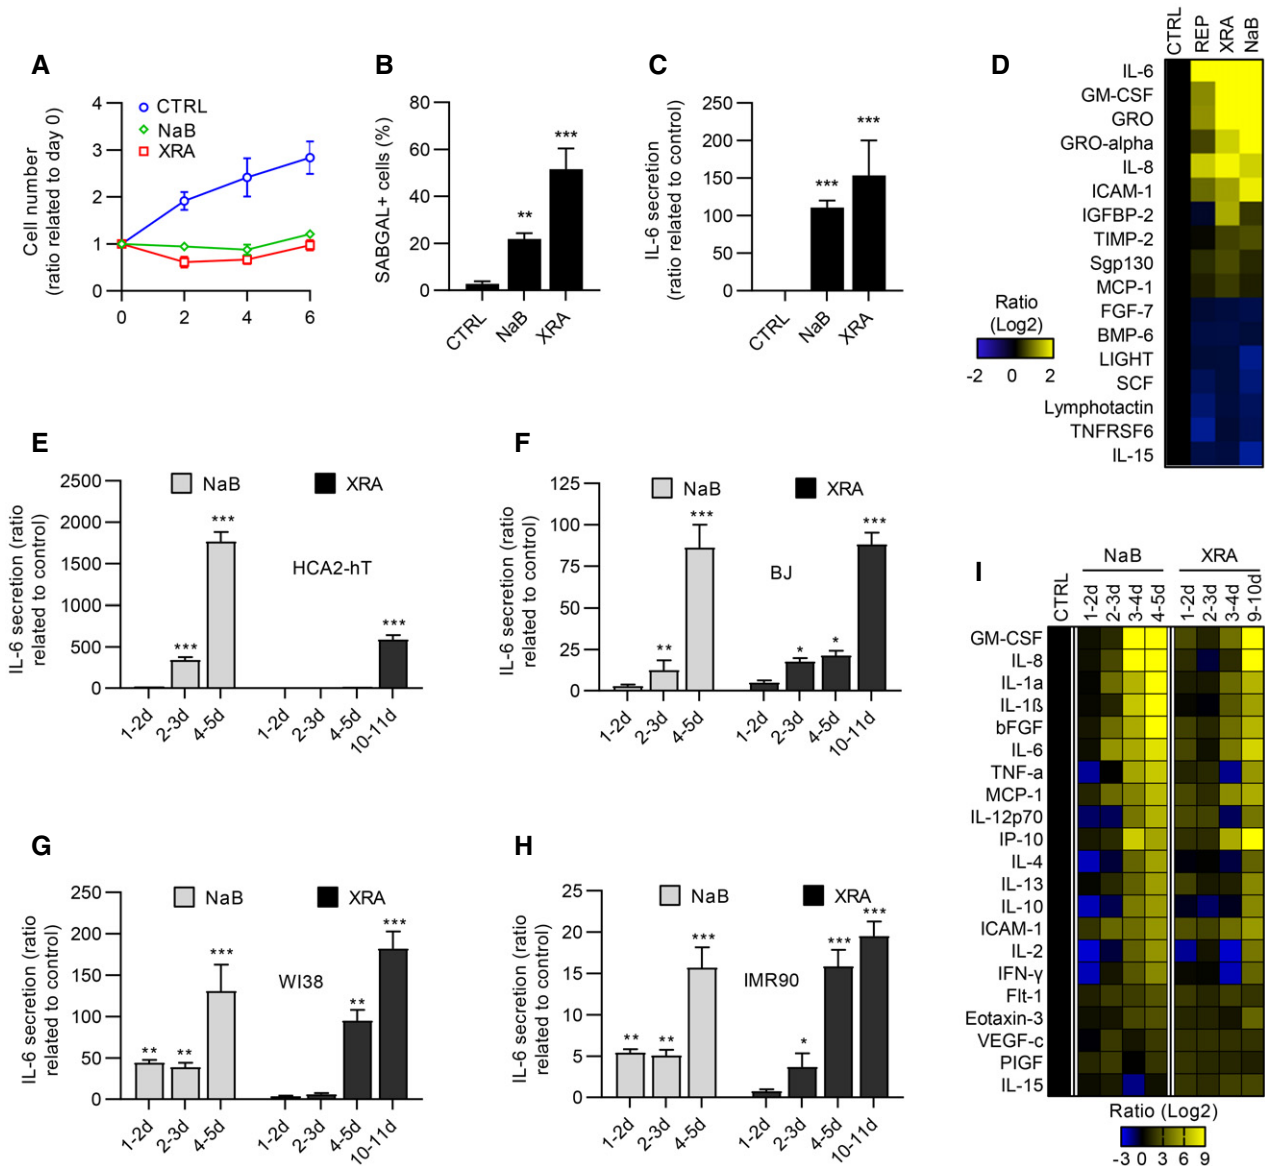 A
Cell number
(ratio related to day 0)
4
3
2
1
0
CTRL
NaB
XRA
0 2 4 6
B
SABGAL+ cells (%)
80
60
40
20
0
** ***
CTRL NaB XRA
C
IL-6 secretion
(ratio related to control)
250
200
150
100
50
0
*** ***
CTRL NaB XRA
D
CTRL REP XRA NaB
IL-6
GM-CSF
GRO
GRO-alpha
IL-8
ICAM-1
IGFBP-2
TIMP-2
Sgp130
MCP-1
FGF-7
BMP-6
LIGHT
SCF
Lymphotactin
TNFRSF6
IL-15
Ratio
(Log2)
-2 0 2
E
IL-6 secretion (ratio
related to control)
2500
2000
1500
1000
500
0
NaB XRA
HCA2-hT
*** *** ***
1-2d 2-3d 4-5d 1-2d 2-3d 4-5d 10-11d
F
IL-6 secretion (ratio
related to control)
125
100
75
50
25
0
NaB XRA
BJ
** *** * * ***
1-2d 2-3d 4-5d 1-2d 2-3d 4-5d 10-11d
G
IL-6 secretion (ratio
related to control)
250
200
150
100
50
0
NaB XRA
WI38
** ** *** ** ***
1-2d 2-3d 4-5d 1-2d 2-3d 4-5d 10-11d
H
IL-6 secretion (ratio
related to control)
25
20
15
10
5
0
NaB XRA
IMR90
** ** *** * *** ***
1-2d 2-3d 4-5d 1-2d 2-3d 4-5d 10-11d
I
NaB XRA
CTRL 1-2d 2-3d 3-4d 4-5d 1-2d 2-3d 3-4d 9-10d
GM-CSF
IL-8
IL-1a
IL-1ß
bFGF
IL-6
TNF-a
MCP-1
IL-12p70
IP-10
IL-4
IL-13
IL-10
ICAM-1
IL-2
IFN-γ
Flt-1
Eotaxin-3
VEGF-c
PIGF
IL-15
Ratio (Log2)
-3 0 3 6 9